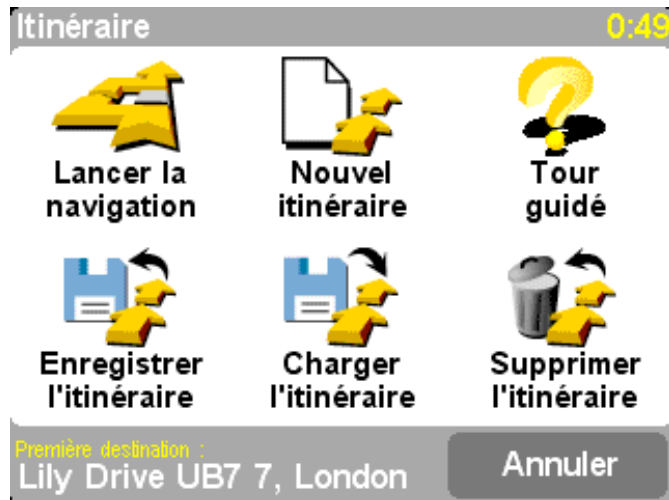 Itinéraire 0:49
Lancer la
navigation
Nouvel
itinéraire
Tour
guidé
Enregistrer
l'itinéraire
Charger
l'itinéraire
Supprimer
l'itinéraire
Première destination :
Lily Drive UB7 7, London
Annuler